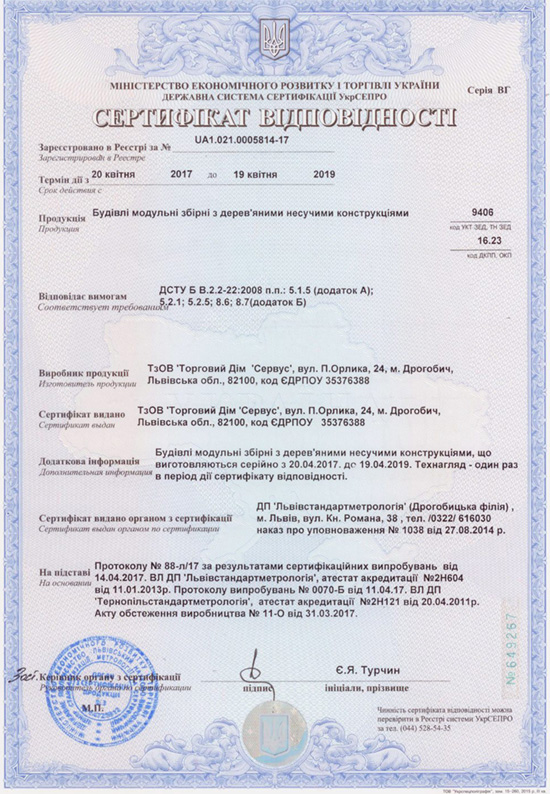 МІНІСТЕРСТВО ЕКОНОМІЧНОГО РОЗВИТКУ І ТОРГІВЛІ УКРАЇНИ
ДЕРЖАВНА СИСТЕМА СЕРТИФІКАЦІЇ УкрСЕПРО
Серія ВГ
СЕРТИФІКАТ ВІДПОВІДНОСТІ
Зареєстровано в Реєстрі за № UA1.021.0005814-17
Зарегистрирован в Реестре
Термін дії з 20 квітня 2017 до 19 квітня 2019
Срок действия с
Продукція Будівлі модульні збірні з дерев'яними несучими конструкціями 9406
Продукция
код УКТ ЗЕД, ТН ЗЕД
16.23
код ДКПП, ОКП
ДСТУ Б В.2.2-22:2008 п.п.: 5.1.5 (додаток А);
Відповідає вимогам 5.2.1; 5.2.5; 8.6; 8.7(додаток Б)
Соответствует требованиям
Виробник продукції ТзОВ 'Торговий Дім 'Сервус', вул. П.Орлика, 24, м. Дрогобич,
Изготовитель продукции Львівська обл., 82100, код ЄДРПОУ 35376388
Сертифікат видано ТзОВ 'Торговий Дім 'Сервус', вул. П.Орлика, 24, м. Дрогобич,
Сертификат выдан Львівська обл., 82100, код ЄДРПОУ 35376388
Будівлі модульні збірні з дерев'яними несучими конструкціями, що
Додаткова інформація виготовляються серійно з 20.04.2017. до 19.04.2019. Технагляд - один раз
Дополнительная информация в період дії сертифікату відповідності.
ДП 'Львівстандартметрологія' (Дрогобицька філія) ,
Сертифікат видано органом з сертифікації м. Львів, вул. Кн. Романа, 38 , тел. /0322/ 616030
Сертификат выдан органом по сертификации наказ про уповноваження № 1038 від 27.08.2014 р.
Протоколу № 88-л/17 за результатами сертифікаційних випробувань від
На підставі 14.04.2017. ВЛ ДП 'Львівстандартметрологія', атестат акредитації №2Н604
На основании від 11.01.2013р. Протоколу випробувань № 0070-Б від 11.04.17. ВЛ ДП
'Тернопільстандартметрологія', атестат акредитації №2Н121 від 20.04.2011р.
Акту обстеження виробництва № 11-О від 31.03.2017.
№ 649267
Керівник органу з сертифікації Є.Я. Турчин
Руководитель органа по сертификации підпис ініціали, прізвище
М.П.
Чинність сертифіката відповідності можна
перевірити в Реєстрі системи УкрСЕПРО
за тел. (044) 528-54-35